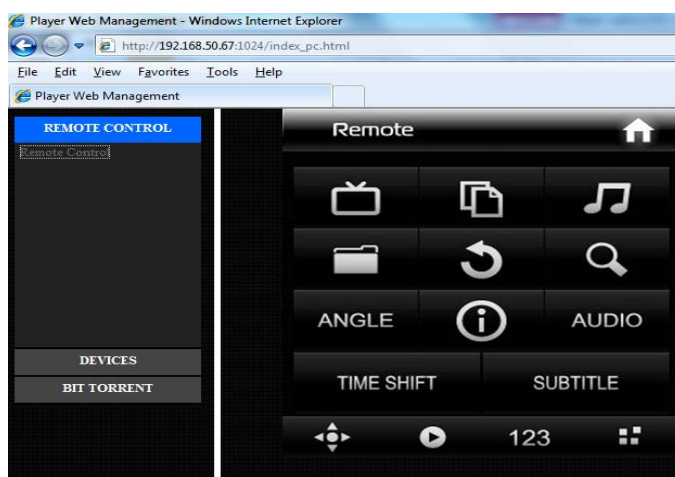 Player Web Management - Windows Internet Explorer
http://192.168.50.67:1024/index_pc.html
File Edit View Favorites Tools Help
Player Web Management
REMOTE CONTROL
Remote Control
DEVICES
BIT TORRENT
Remote
ANGLE
AUDIO
TIME SHIFT
SUBTITLE
123